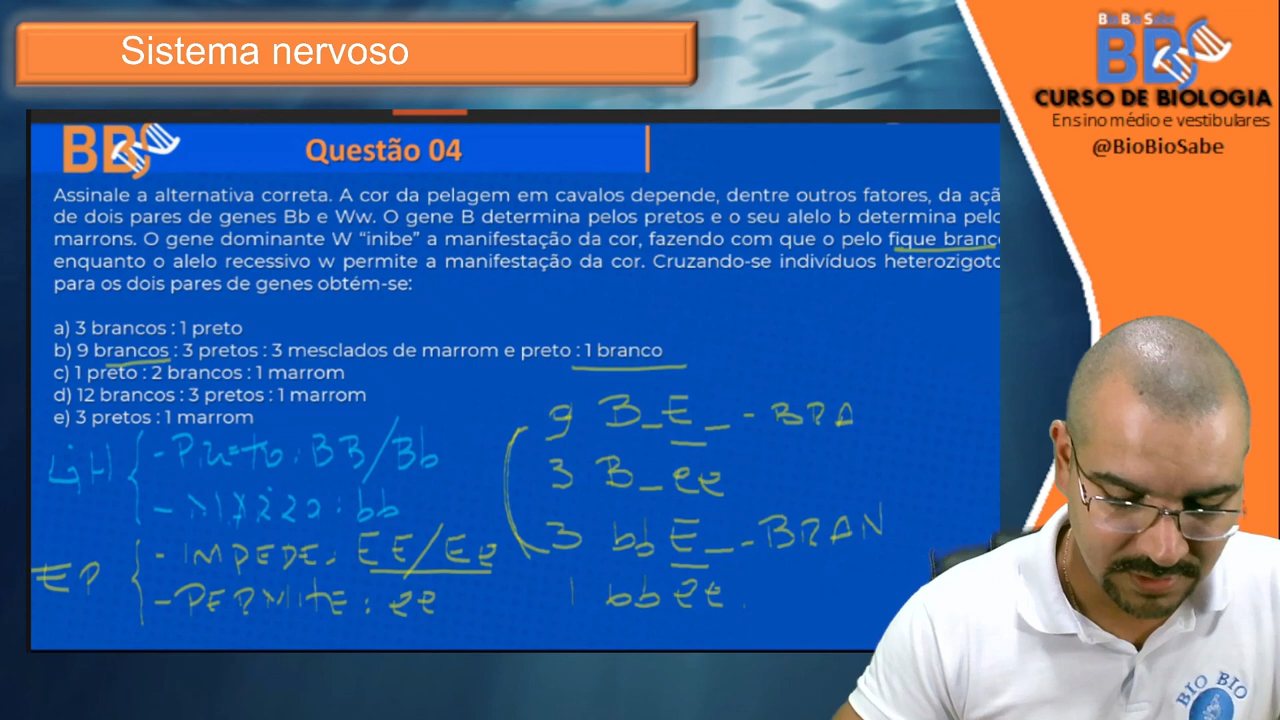 Sistema nervoso
Bio Bio Sabe
BBS
CURSO DE BIOLOGIA
Ensino médio e vestibulares
@BioBioSabe
BBS
Questão 04
Assinale a alternativa correta. A cor da pelagem em cavalos depende, dentre outros fatores, da açã
de dois pares de genes Bb e Ww. O gene B determina pelos pretos e o seu alelo b determina pelo
marrons. O gene dominante W “inibe” a manifestação da cor, fazendo com que o pelo fique branc
enquanto o alelo recessivo w permite a manifestação da cor. Cruzando-se indivíduos heterozigoto
para os dois pares de genes obtém-se:
a) 3 brancos : 1 preto
b) 9 brancos : 3 pretos : 3 mesclados de marrom e preto : 1 branco
c) 1 preto : 2 brancos : 1 marrom
d) 12 brancos : 3 pretos : 1 marrom
e) 3 pretos : 1 marrom
- Preto: BB/Bb
: bb
- IMPEDE: EE/Ee
EP
- PERMITE: ee
9 B_E_ - BRA
3 B_ee
3 bbE_ - BRAN
1 bbee.
BIO BIO